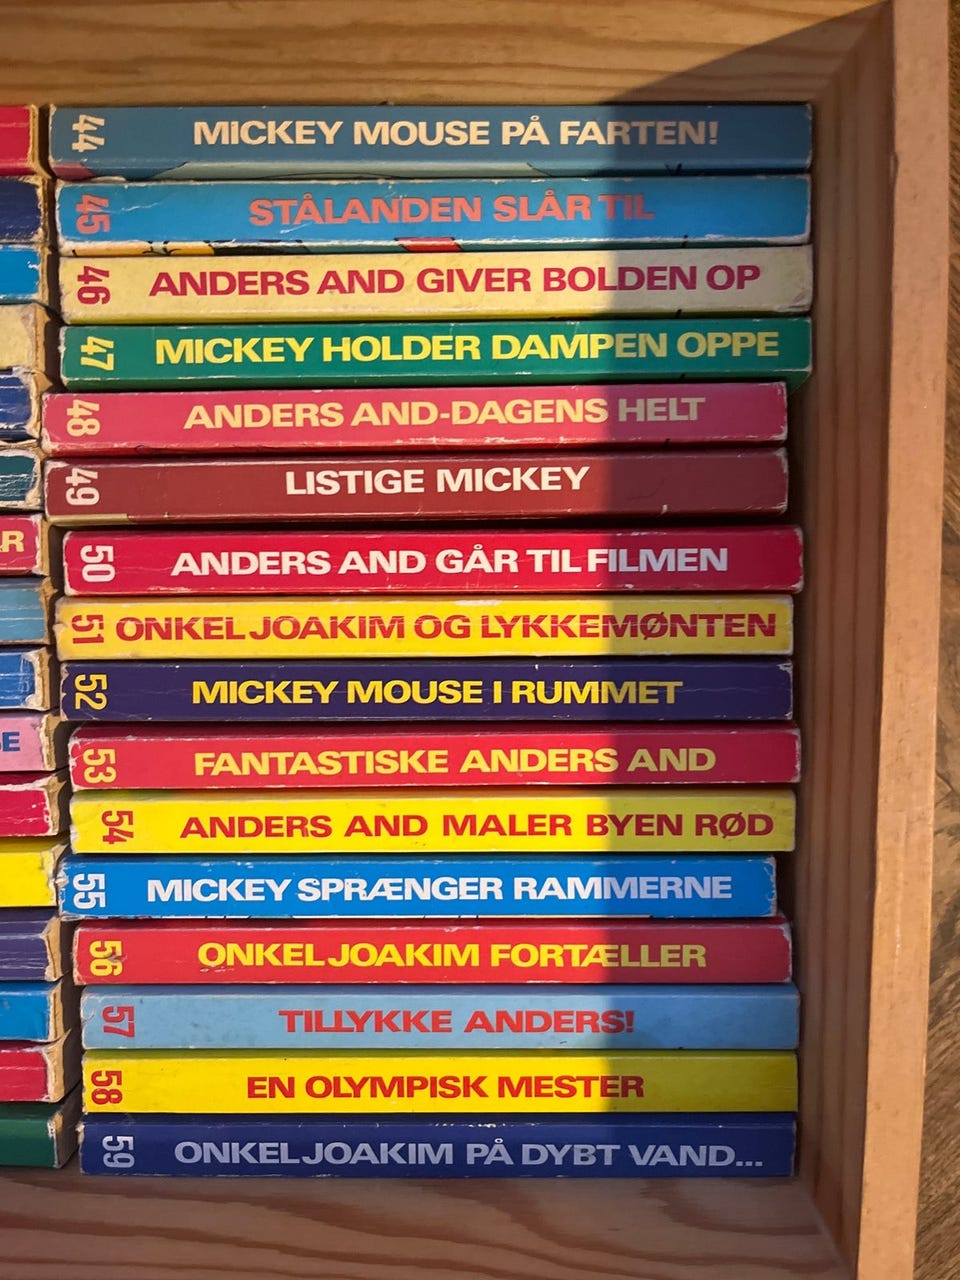 44 MICKEY MOUSE PÅ FARTEN!
45 STÅLANDEN SLÅR TIL
46 ANDERS AND GIVER BOLDEN OP
47 MICKEY HOLDER DAMPEN OPPE
48 ANDERS AND-DAGENS HELT
49 LISTIGE MICKEY
R
50 ANDERS AND GÅR TIL FILMEN
51 ONKEL JOAKIM OG LYKKEMØNTEN
52 MICKEY MOUSE I RUMMET
E
53 FANTASTISKE ANDERS AND
54 ANDERS AND MALER BYEN RØD
55 MICKEY SPRÆNGER RAMMERNE
56 ONKEL JOAKIM FORTÆLLER
57 TILLYKKE ANDERS!
58 EN OLYMPISK MESTER
59 ONKEL JOAKIM PÅ DYBT VAND...